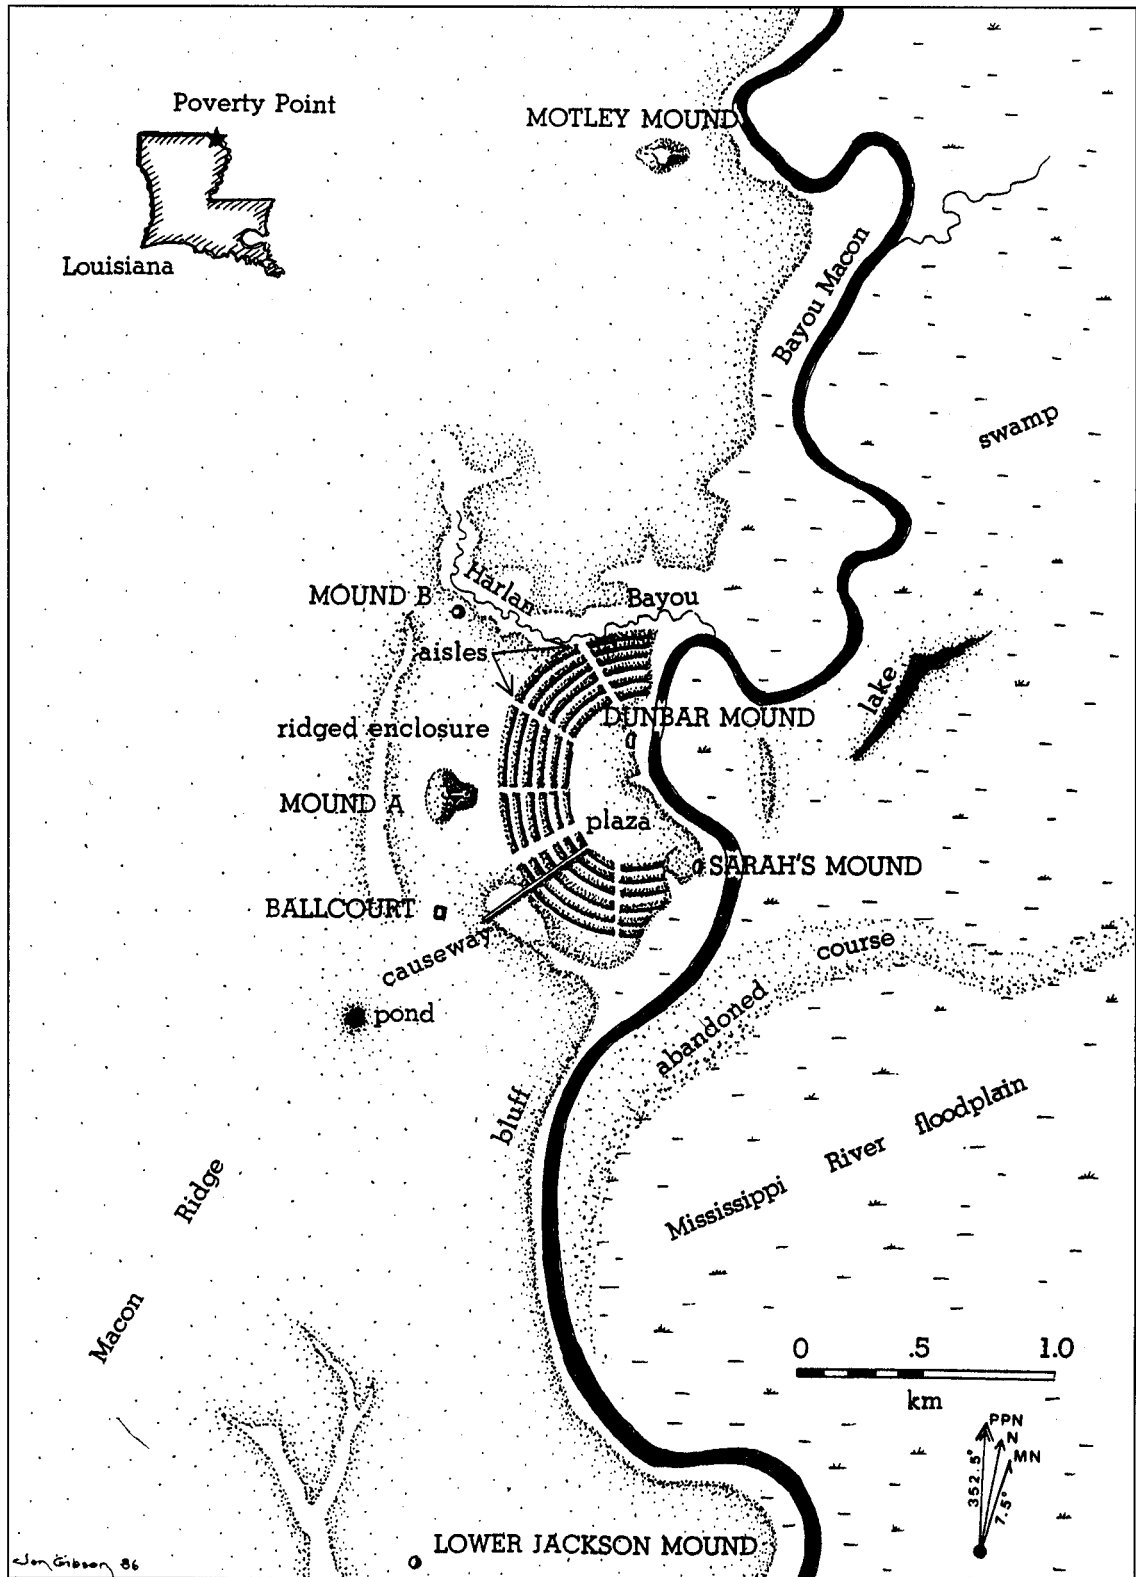 Poverty Point
Louisiana
MOTLEY MOUND
Bayou Macon
swamp
MOUND B
Harlan
Bayou
aisles
ridged enclosure
DUNBAR MOUND
lake
MOUND A
plaza
SARAH'S MOUND
BALLCOURT
causeway
course
abandoned
pond
bluff
Mississippi River floodplain
Macon Ridge
0 .5 1.0
km
PPN
N
MN
352.5°
7.5°
LOWER JACKSON MOUND
Jon Gibson 86